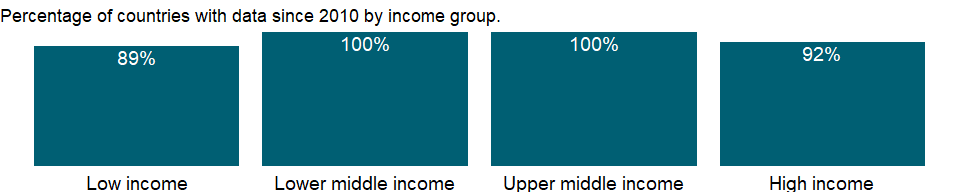 Percentage of countries with data since 2010 by income group.
89% 100% 100% 92%
Low income Lower middle income Upper middle income High income